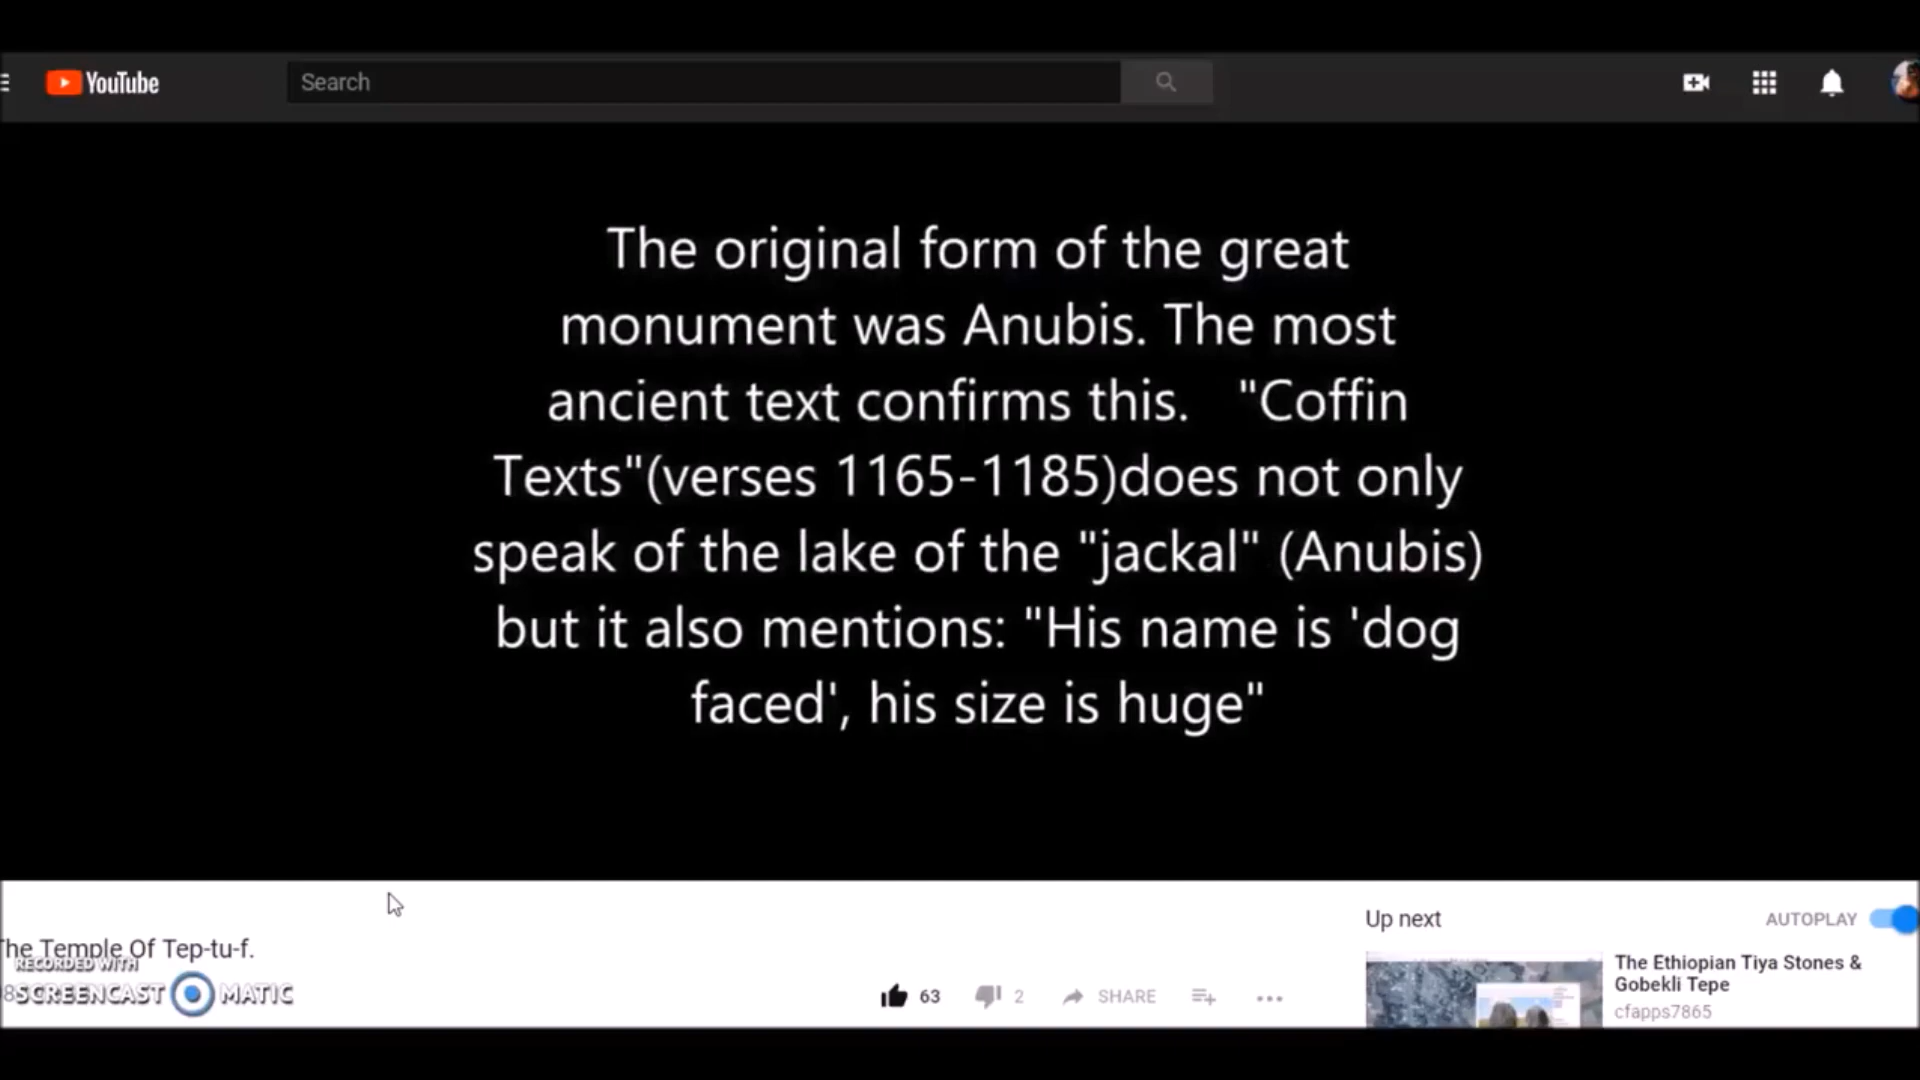 YouTube
Search
The original form of the great
monument was Anubis. The most
ancient text confirms this. "Coffin
Texts"(verses 1165-1185)does not only
speak of the lake of the "jackal" (Anubis)
but it also mentions: "His name is 'dog
faced', his size is huge"
The Temple Of Tep-tu-f.
RECORDED WITH
SCREENCAST MATIC
63
2
SHARE
Up next
AUTOPLAY
The Ethiopian Tiya Stones &
Gobekli Tepe
cfapps7865